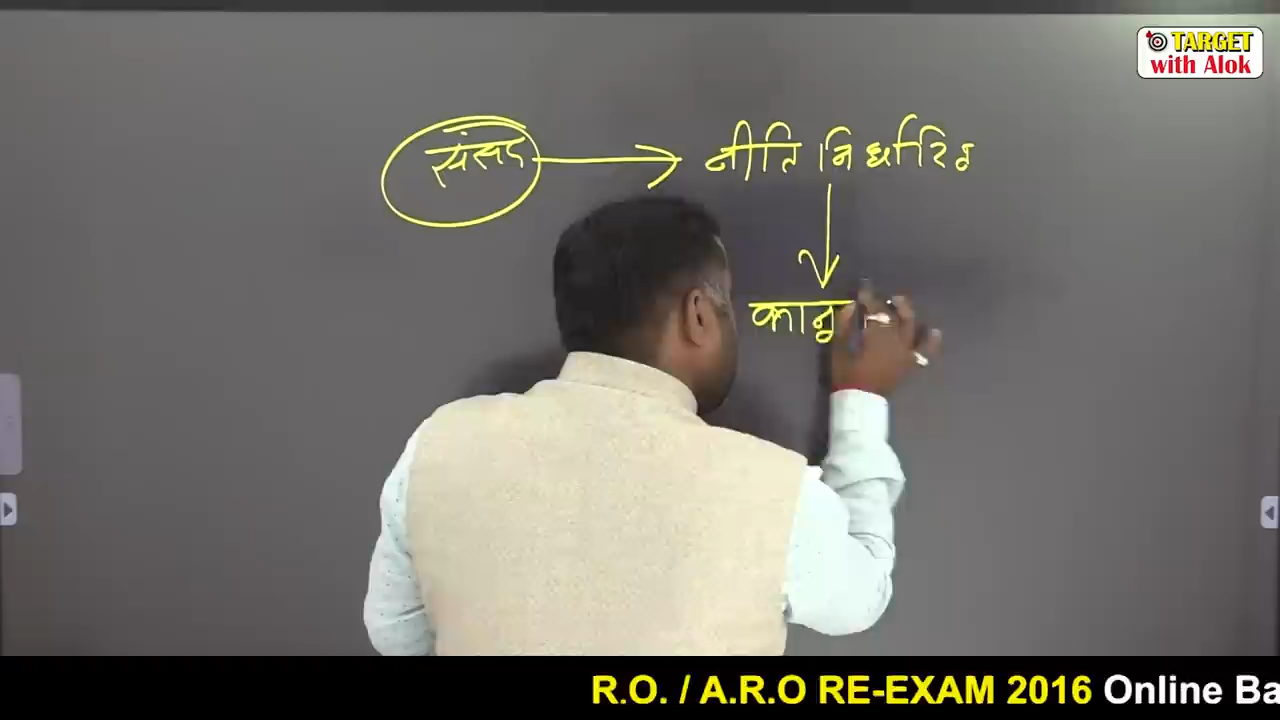 TARGET
with Alok
संसद → नीति निर्धारित
कानू
R.O. / A.R.O RE-EXAM 2016 Online Ba